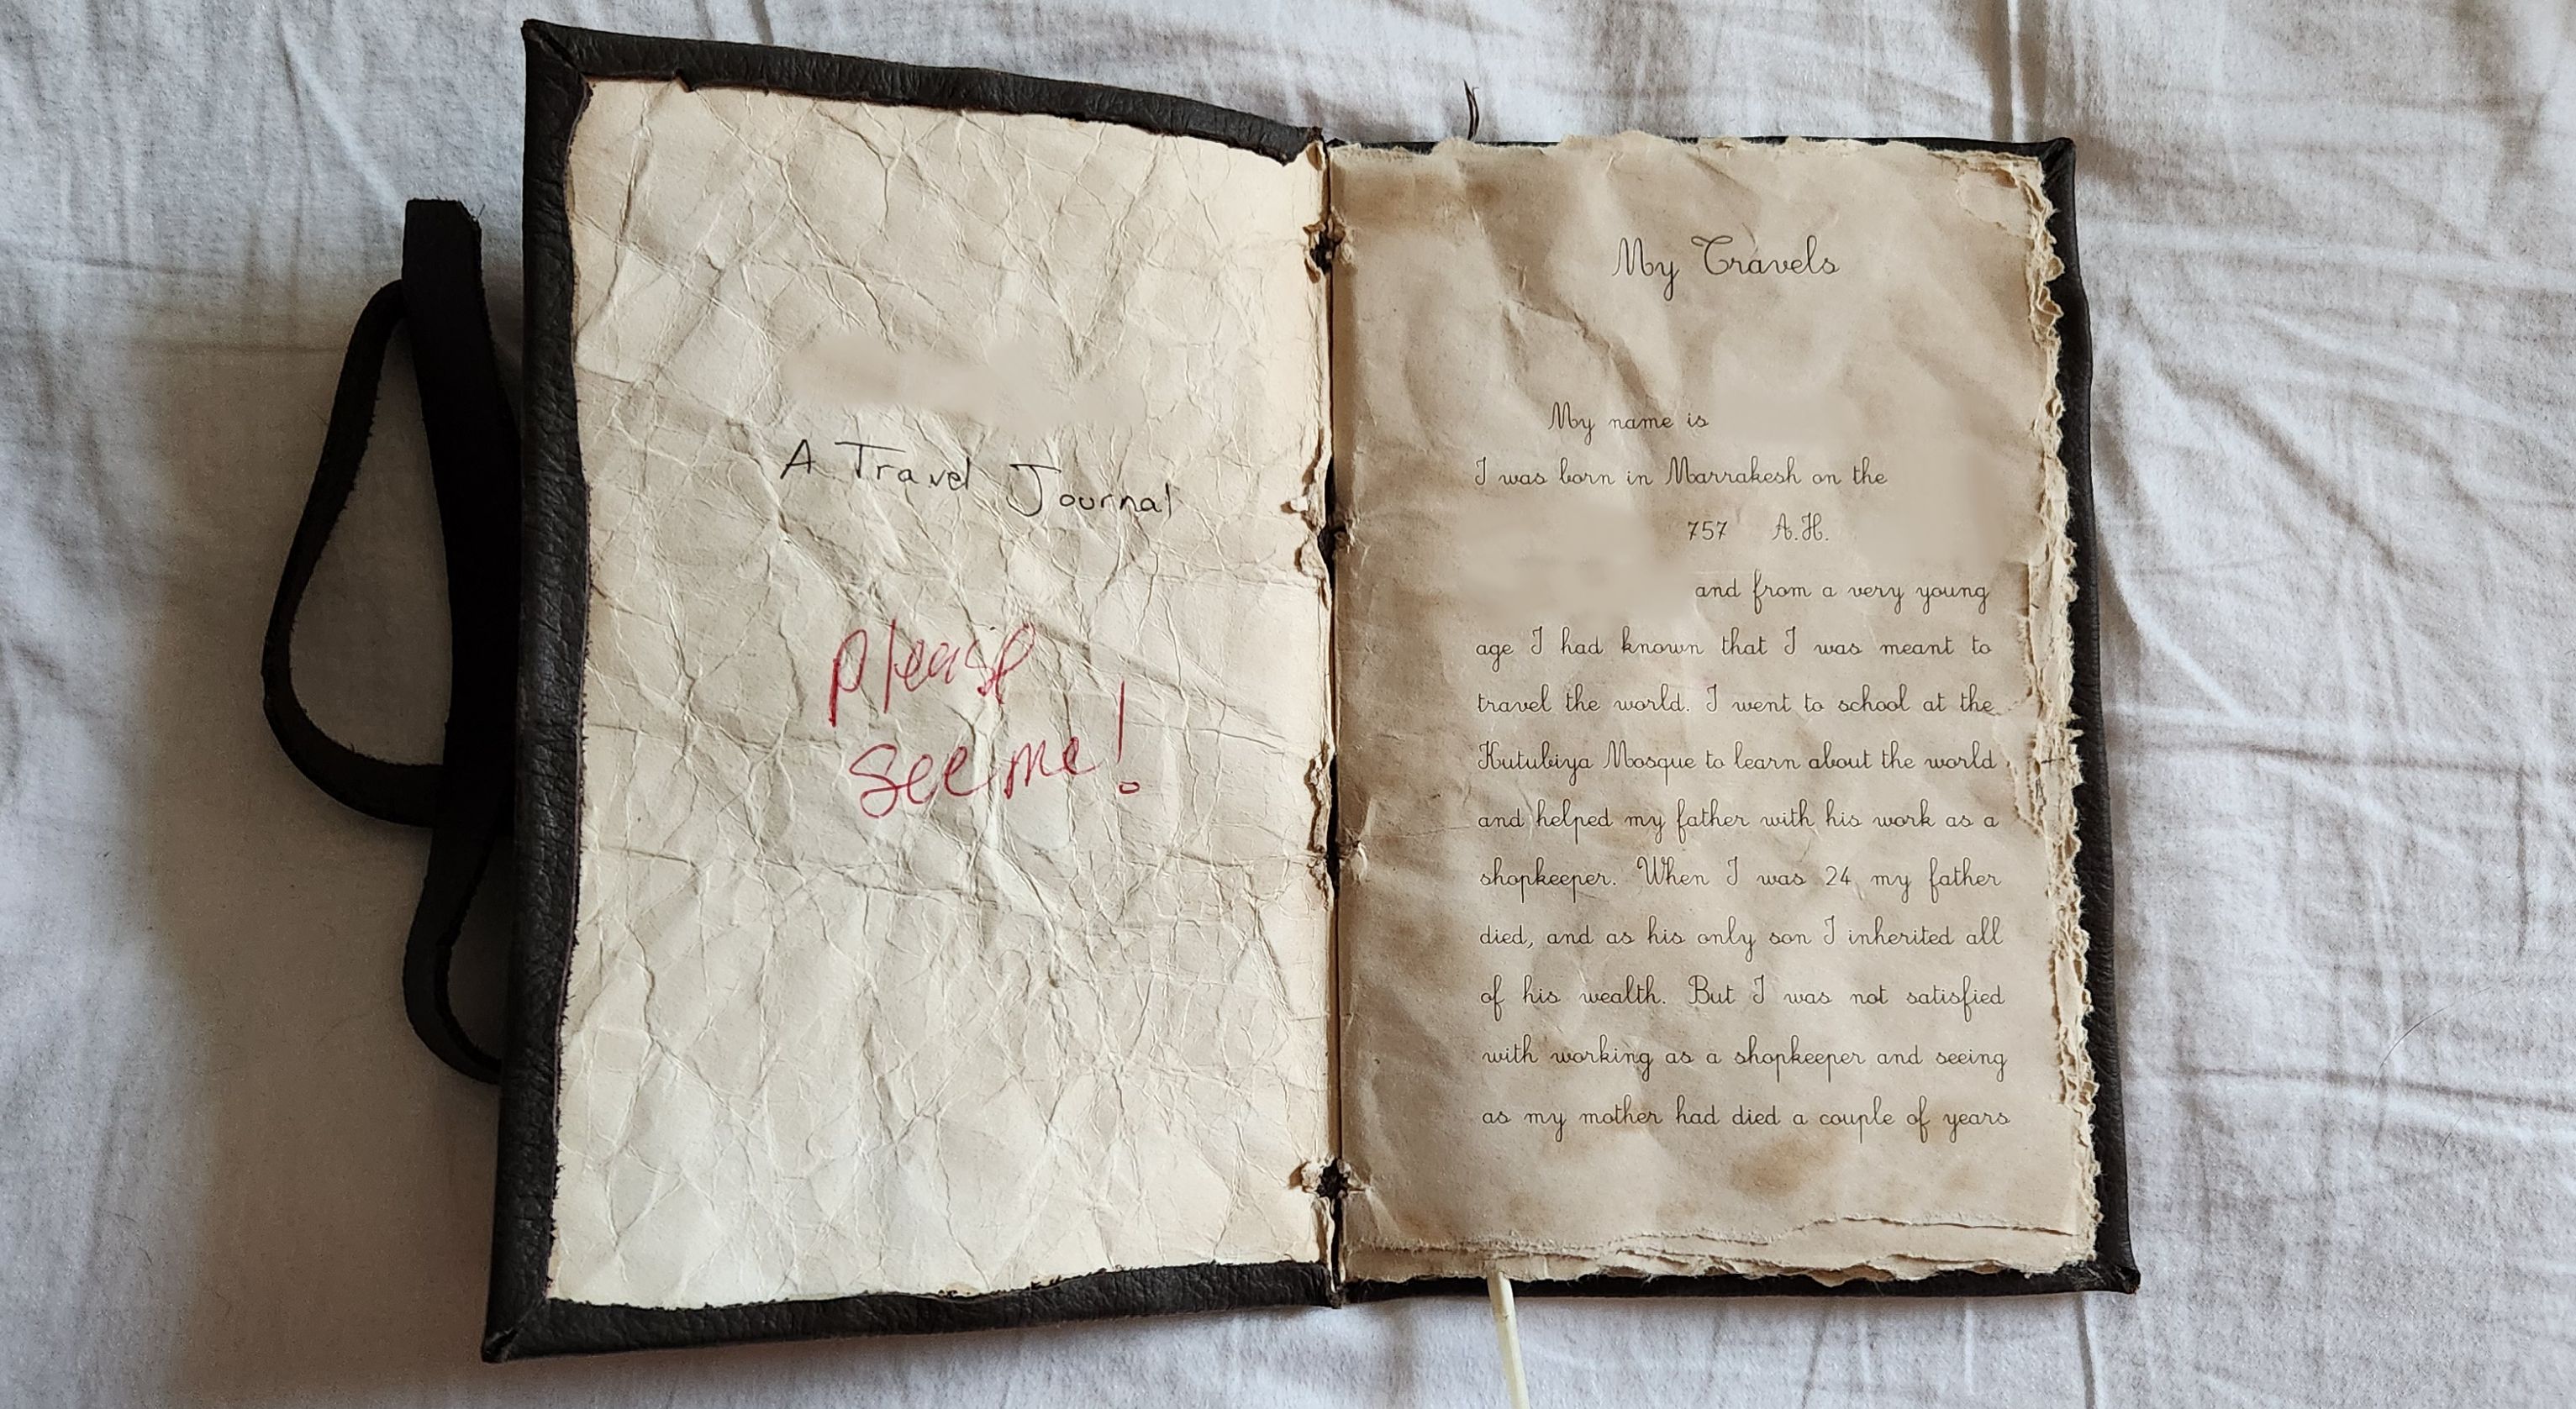 A Travel Journal
please
see me!
My Travels
My name is
I was born in Marrakesh on the
757 A.H.
and from a very young
age I had known that I was meant to
travel the world. I went to school at the
Kutubiya Mosque to learn about the world
and helped my father with his work as a
shopkeeper. When I was 24 my father
died, and as his only son I inherited all
of his wealth. But I was not satisfied
with working as a shopkeeper and seeing
as my mother had died a couple of years